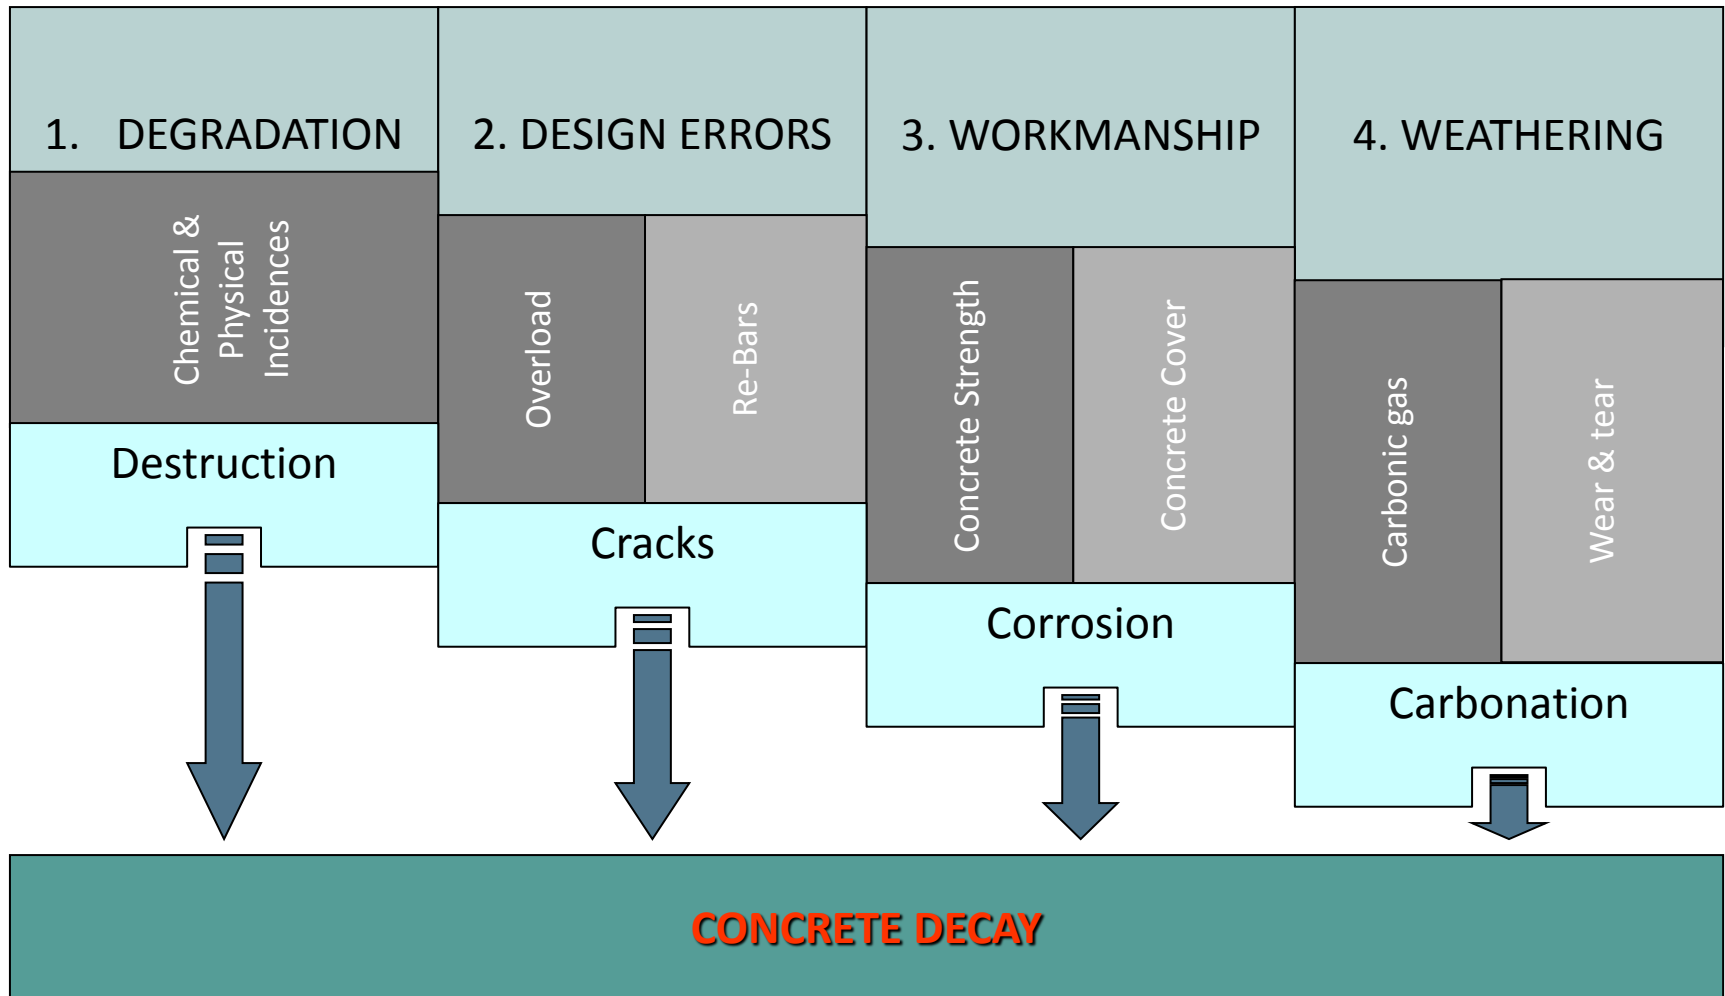 1. DEGRADATION
2. DESIGN ERRORS
3. WORKMANSHIP
4. WEATHERING
Chemical &
Physical
Incidences
Overload
Re-Bars
Concrete Strength
Concrete Cover
Carbonic gas
Wear & tear
Destruction
Cracks
Corrosion
Carbonation
CONCRETE DECAY